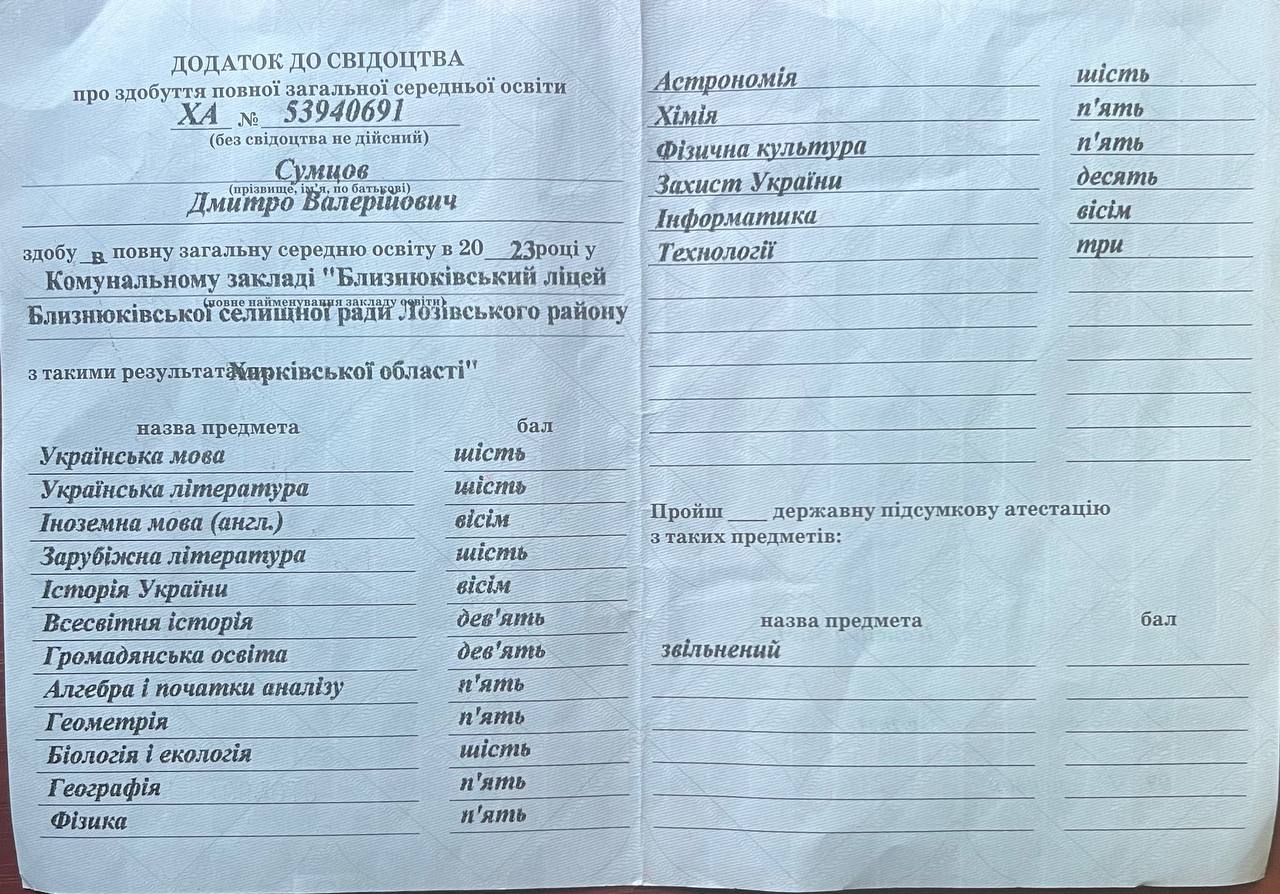 ДОДАТОК ДО СВІДОЦТВА
про здобуття повної загальної середньої освіти
ХА № 53940691
(без свідоцтва не дійсний)
Сумцов
(прізвище, ім'я, по батькові)
Дмитро Валерійович
здобу в повну загальну середню освіту в 20 23 році у
Комунальному закладі "Близнюківський ліцей
(повне найменування закладу освіти)
Близнюківської селищної ради Лозівського району
з такими результатами Харківської області"
назва предмета бал
Українська мова шість
Українська література шість
Іноземна мова (англ.) вісім
Зарубіжна література шість
Історія України вісім
Всесвітня історія дев'ять
Громадянська освіта дев'ять
Алгебра і початки аналізу п'ять
Геометрія п'ять
Біологія і екологія шість
Географія п'ять
Фізика п'ять
Астрономія шість
Хімія п'ять
Фізична культура п'ять
Захист України десять
Інформатика вісім
Технології три
Пройш ___ державну підсумкову атестацію
з таких предметів:
назва предмета бал
звільнений